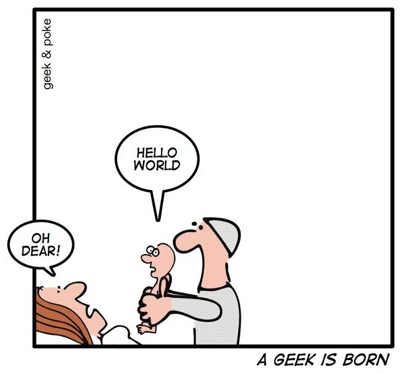 geek & poke
HELLO
WORLD
OH
DEAR!
A GEEK IS BORN